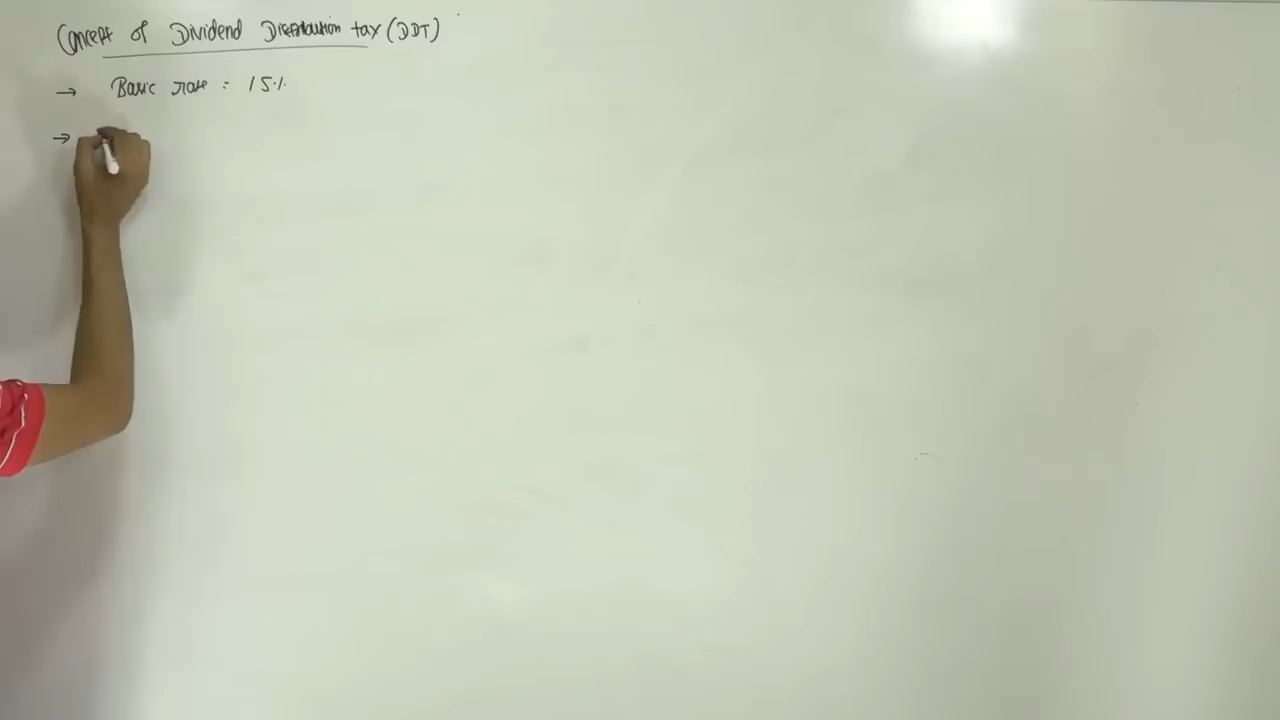 Concept of Dividend Distribution tax (DDT)
→ Basic rate = 15%
→